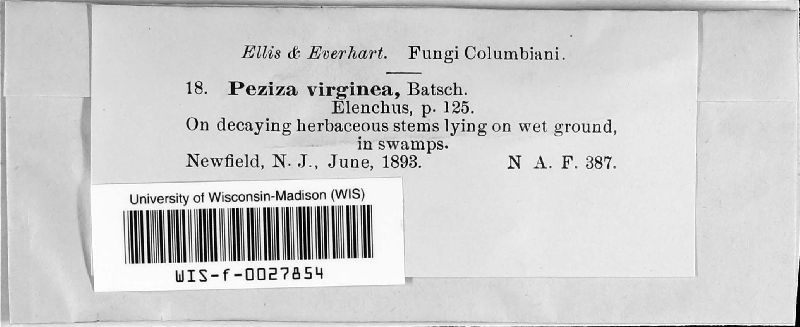 Ellis & Everhart. Fungi Columbiani.
18. Peziza virginea, Batsch.
Elenchus, p. 125.
On decaying herbaceous stems lying on wet ground,
in swamps.
Newfield, N. J., June, 1893. N A. F. 387.
University of Wisconsin-Madison (WIS)
WIS-f-0027854